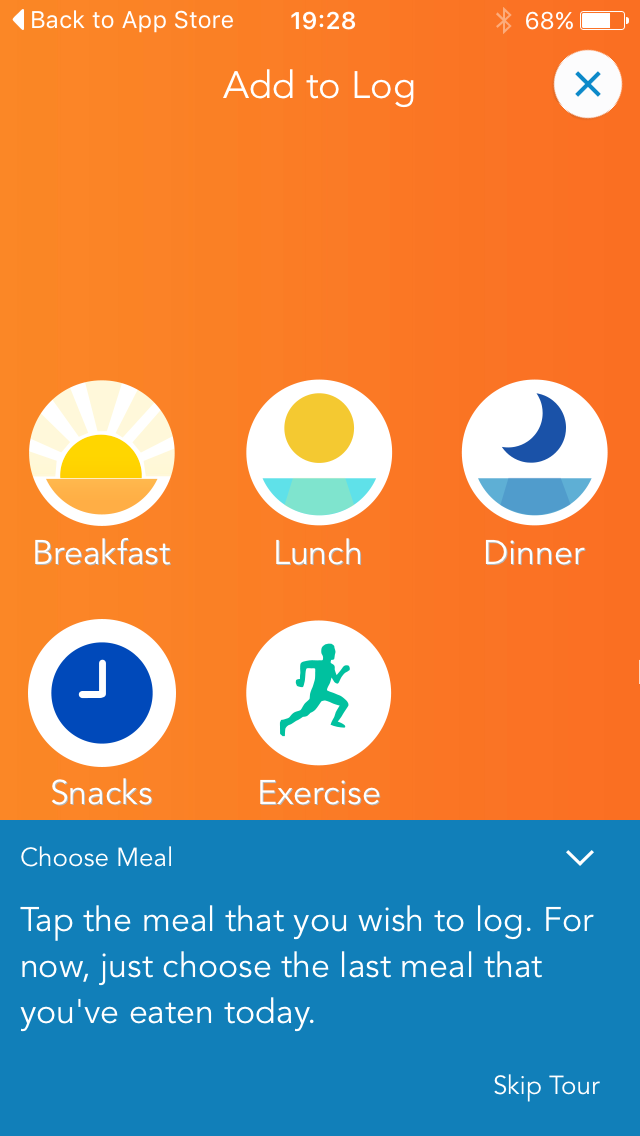 Back to App Store 19:28 68%
Add to Log
Breakfast Lunch Dinner
Snacks Exercise
Choose Meal
Tap the meal that you wish to log. For
now, just choose the last meal that
you've eaten today.
Skip Tour